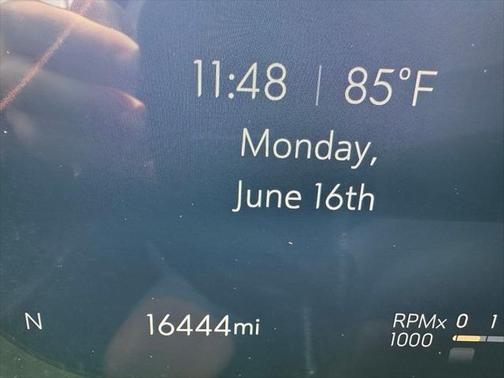 11:48 | 85°F
Monday,
June 16th
N 16444mi RPMx 0 1
1000